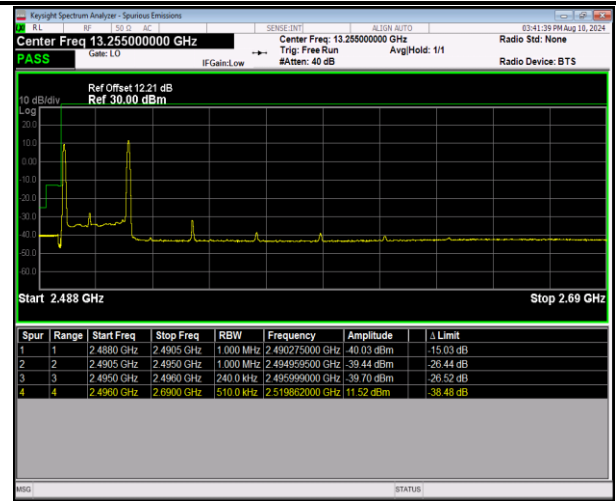 Keysight Spectrum Analyzer - Spurious Emissions
RL RF 50 Ω AC SENSE:INT ALIGN AUTO 03:41:39 PM Aug 10, 2024
Center Freq 13.255000000 GHz Center Freq: 13.255000000 GHz Radio Std: None
PASS Gate: LO IFGain:Low Trig: Free Run Avg|Hold: 1/1
#Atten: 40 dB Radio Device: BTS
Ref Offset 12.21 dB
10 dB/div Ref 30.00 dBm
Log
20.0
10.0
0.00
10.0
20.0
30.0
40.0
50.0
60.0
Start 2.488 GHz Stop 2.69 GHz
Spur Range Start Freq Stop Freq RBW Frequency Amplitude Δ Limit
1 1 2.4880 GHz 2.4905 GHz 1.000 MHz 2.490275000 GHz -40.03 dBm -15.03 dB
2 2 2.4905 GHz 2.4950 GHz 1.000 MHz 2.494959500 GHz -39.44 dBm -26.44 dB
3 3 2.4950 GHz 2.4960 GHz 240.0 kHz 2.495999000 GHz -39.70 dBm -26.52 dB
4 4 2.4960 GHz 2.6900 GHz 510.0 kHz 2.519862000 GHz 11.52 dBm -38.48 dB
MSG STATUS